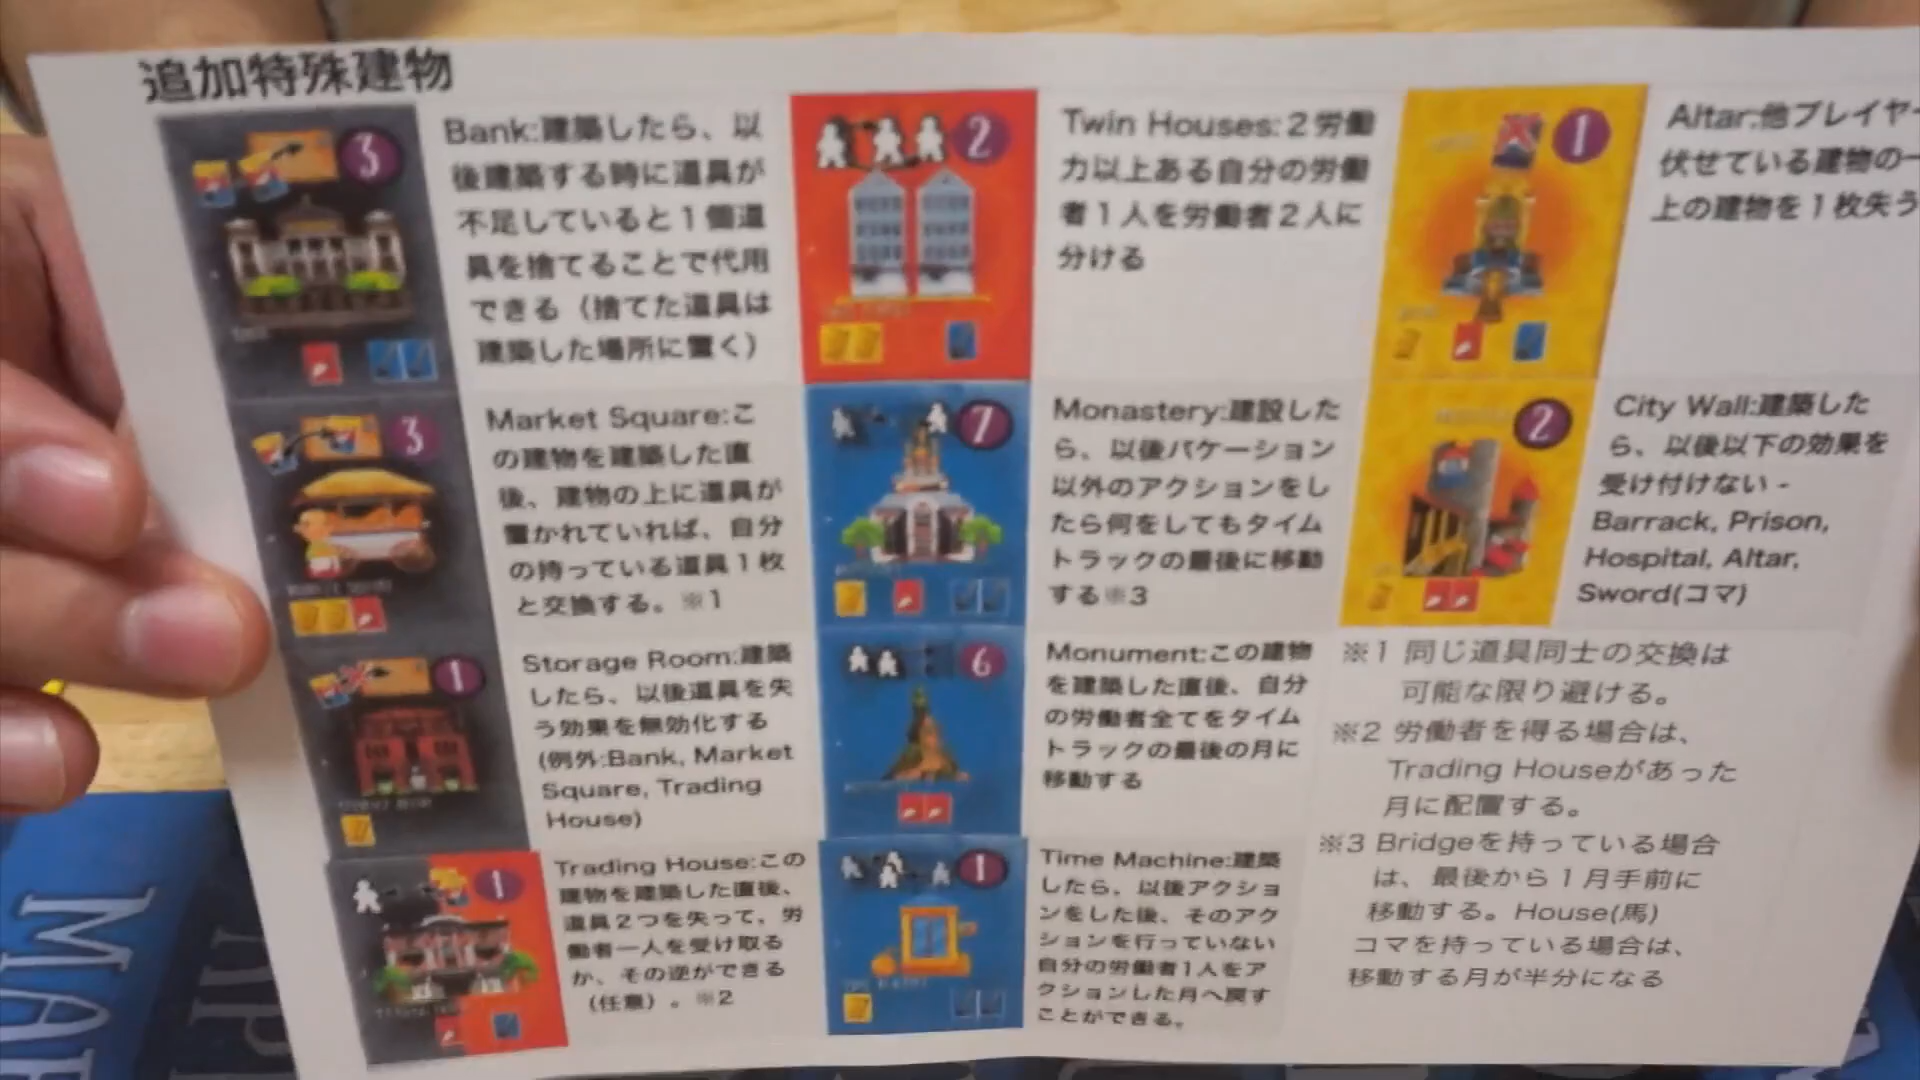 追加特殊建物
3
Bank:建築したら、以
後建築する時に道具が
不足していると１個道
具を捨てることで代用
できる（捨てた道具は
建築した場所に置く）
3
Market Square:こ
の建物を建築した直
後、建物の上に道具が
置かれていれば、自分
の持っている道具１枚
と交換する。※1
1
Storage Room:建築
したら、以後道具を失
う効果を無効化する
(例外:Bank, Market
Square, Trading
House)
1
Trading House:この
建物を建築した直後、
道具２つを失って、労
働者一人を受け取る
か、その逆ができる
（任意）。※2
2
Twin Houses:２労働
力以上ある自分の労働
者１人を労働者２人に
分ける
7
Monastery:建設した
ら、以後バケーション
以外のアクションをし
たら何をしてもタイム
トラックの最後に移動
する※3
6
Monument:この建物
を建築した直後、自分
の労働者全てをタイム
トラックの最後の月に
移動する
1
Time Machine:建築
したら、以後アクショ
ンをした後、そのアク
ションを行っていない
自分の労働者1人をア
クションした月へ戻す
ことができる。
1
Altar:他プレイヤー
伏せている建物の一
上の建物を１枚失う
2
City Wall:建築した
ら、以後以下の効果を
受け付けない -
Barrack, Prison,
Hospital, Altar,
Sword(コマ)
※1 同じ道具同士の交換は
可能な限り避ける。
※2 労働者を得る場合は、
Trading Houseがあった
月に配置する。
※3 Bridgeを持っている場合
は、最後から１月手前に
移動する。House(馬)
コマを持っている場合は、
移動する月が半分になる